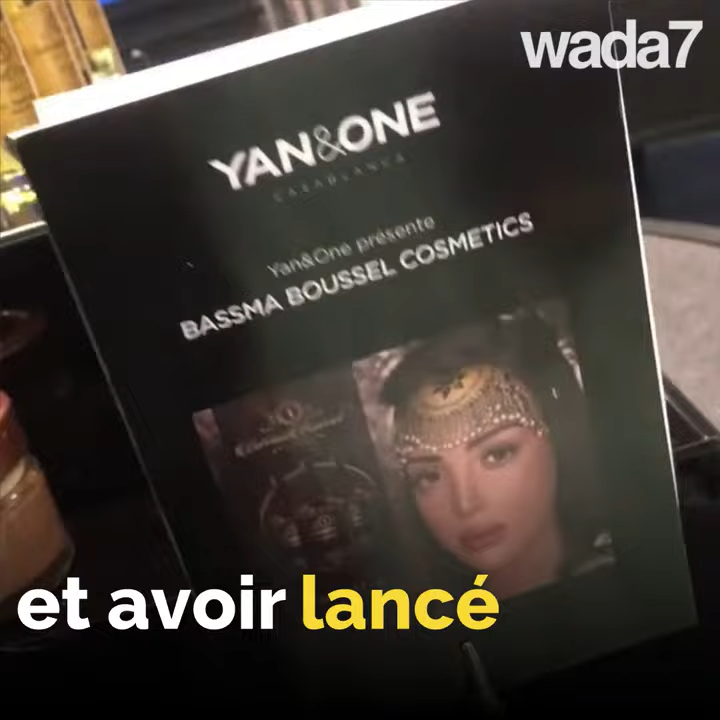 wada7
YAN&ONE
CASABLANCA
Yan&One présente
BASSMA BOUSSEL COSMETICS
et avoir lancé